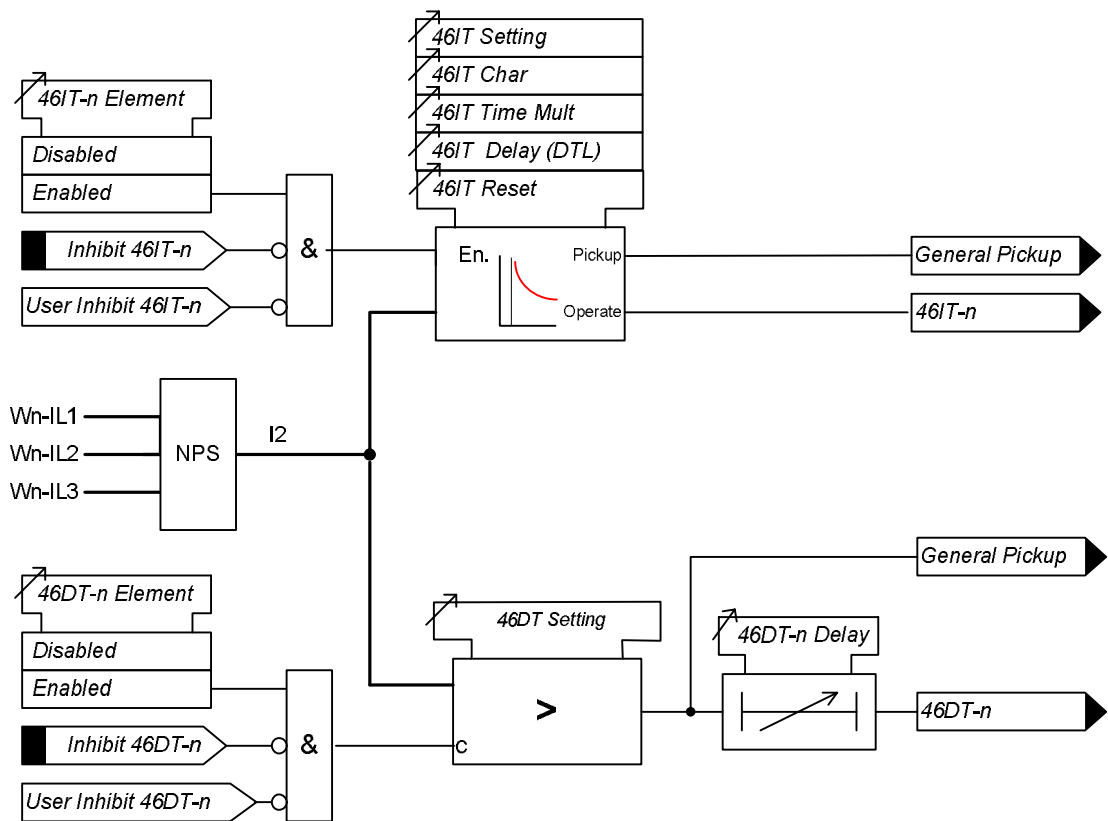 46IT Setting
46IT Char
46IT Time Mult
46IT Delay (DTL)
46IT Reset
46IT-n Element
Disabled
Enabled
Inhibit 46IT-n
User Inhibit 46IT-n
&
En.
Pickup
Operate
General Pickup
46IT-n
Wn-IL1
Wn-IL2
Wn-IL3
NPS
I2
46DT-n Element
Disabled
Enabled
Inhibit 46DT-n
User Inhibit 46DT-n
&
46DT Setting
>
c
General Pickup
46DT-n Delay
46DT-n